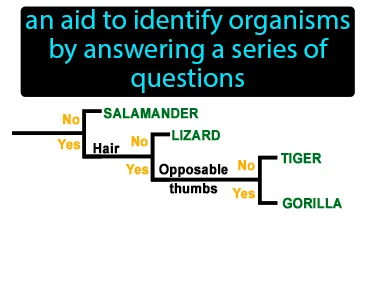 an aid to identify organisms
by answering a series of
questions
No
SALAMANDER
Yes
Hair
No
LIZARD
Yes
Opposable
thumbs
No
TIGER
Yes
GORILLA